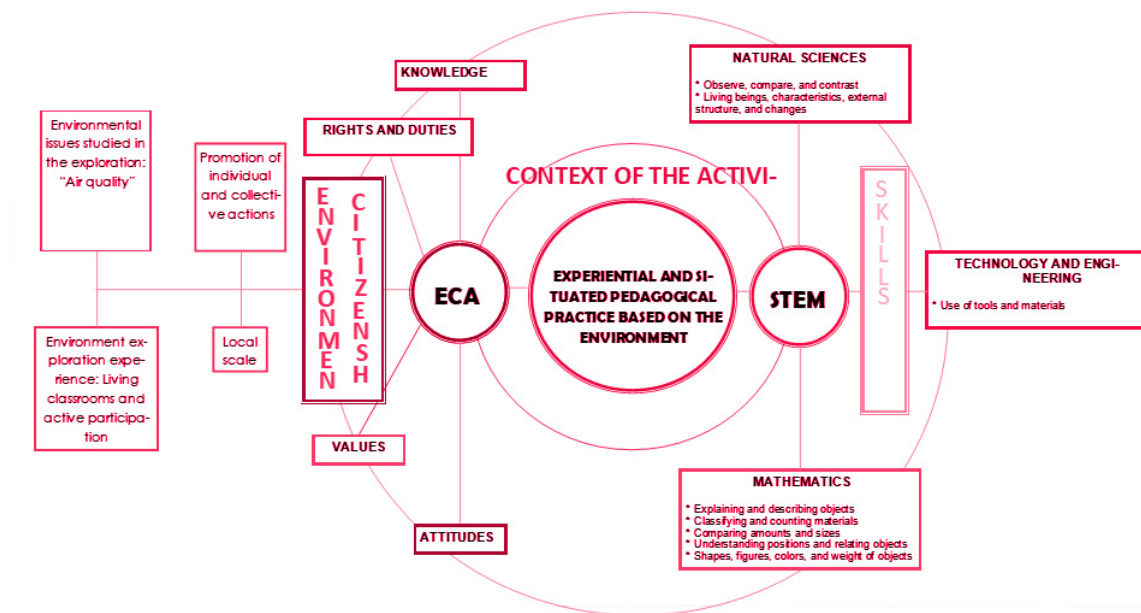 KNOWLEDGE
RIGHTS AND DUTIES
Environmental
issues studied
in the exploration:
“Air quality”
Promotion of
individual
and collecti-
ve actions
Environment ex-
ploration expe-
rience: Living
classrooms and
active participa-
tion
Local
scale
ENVIRONMEN
CITIZENSH
VALUES
ATTITUDES
ECA
CONTEXT OF THE ACTIVI-
EXPERIENTIAL AND SI-
TUATED PEDAGOGICAL
PRACTICE BASED ON THE
ENVIRONMENT
STEM
NATURAL SCIENCES
* Observe, compare, and contrast
* Living beings, characteristics, external
structure, and changes
SKILLS
TECHNOLOGY AND ENGI-
NEERING
* Use of tools and materials
MATHEMATICS
* Explaining and describing objects
* Classifying and counting materials
* Comparing amounts and sizes
* Understanding positions and relating objects
* Shapes, figures, colors, and weight of objects